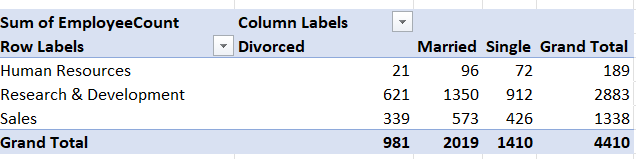 Sum of EmployeeCount Column Labels
Row Labels Divorced Married Single Grand Total
Human Resources 21 96 72 189
Research & Development 621 1350 912 2883
Sales 339 573 426 1338
Grand Total 981 2019 1410 4410